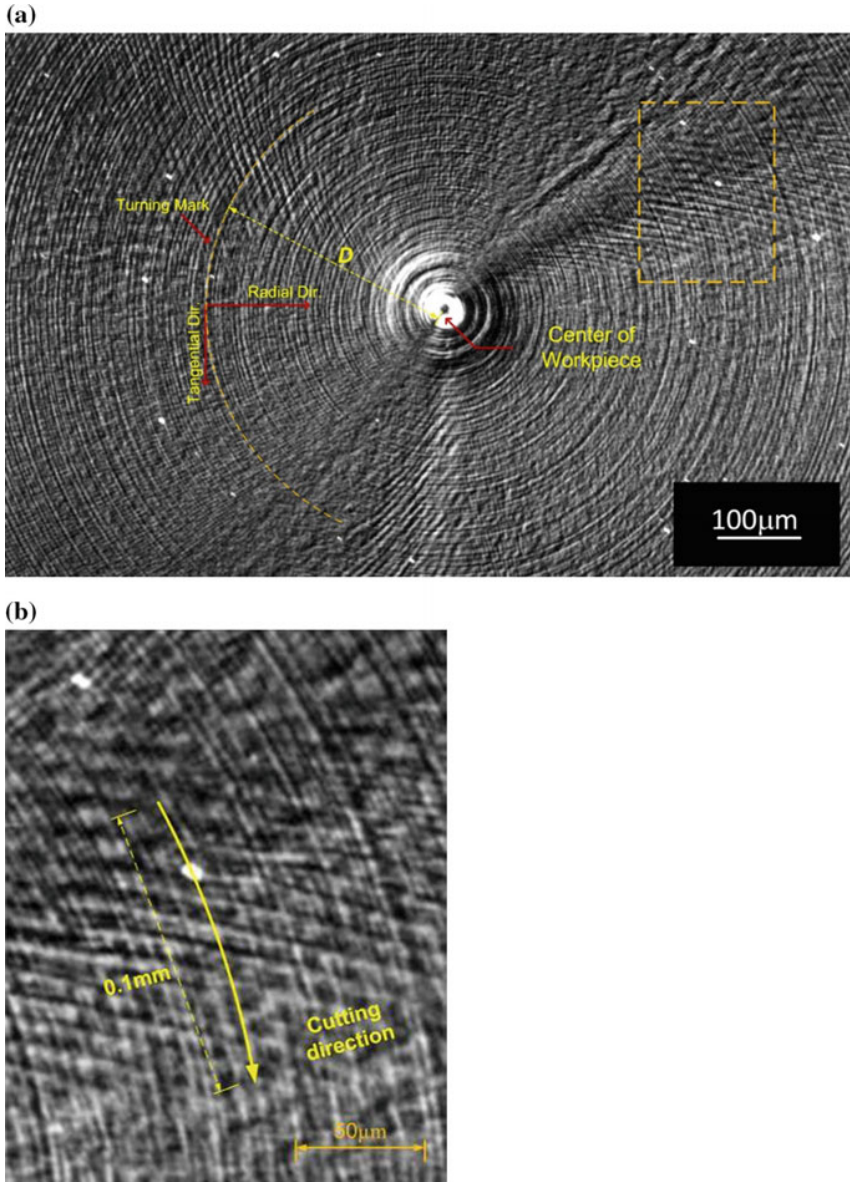 (a)
Turning Mark
D
Radial Dir.
Tangential Dir.
Center of
Workpiece
100μm
(b)
0.1mm
Cutting
direction
50μm